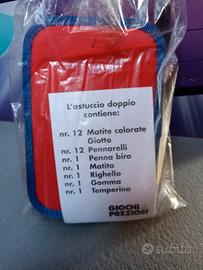 L'astuccio doppio
contiene:
nr. 12 Matite colorate
Giotto
nr. 12 Pennarelli
nr. 1 Penna biro
nr. 1 Matita
nr. 1 Righello
nr. 1 Gomma
nr. 1 Temperino
GIOCHI
PREZIOSI
subito